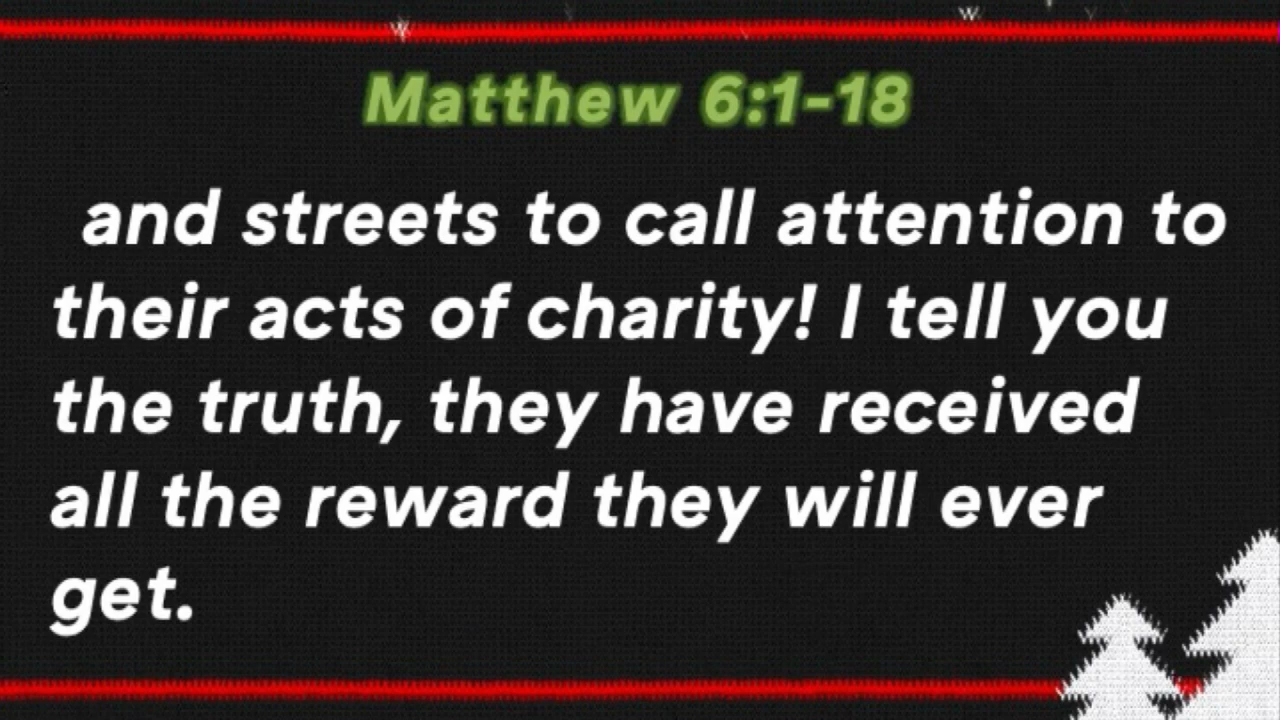 Matthew 6:1-18
and streets to call attention to
their acts of charity! I tell you
the truth, they have received
all the reward they will ever
get.